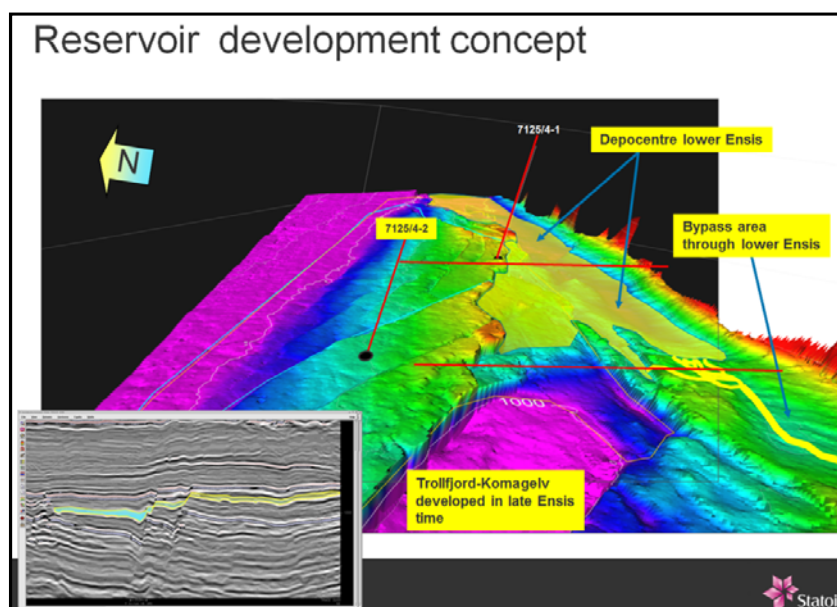 Reservoir development concept
N
7125/4-1
Depocentre lower Ensis
7125/4-2
Bypass area
through lower Ensis
1000
Trollfjord-Komagelv
developed in late Ensis
time